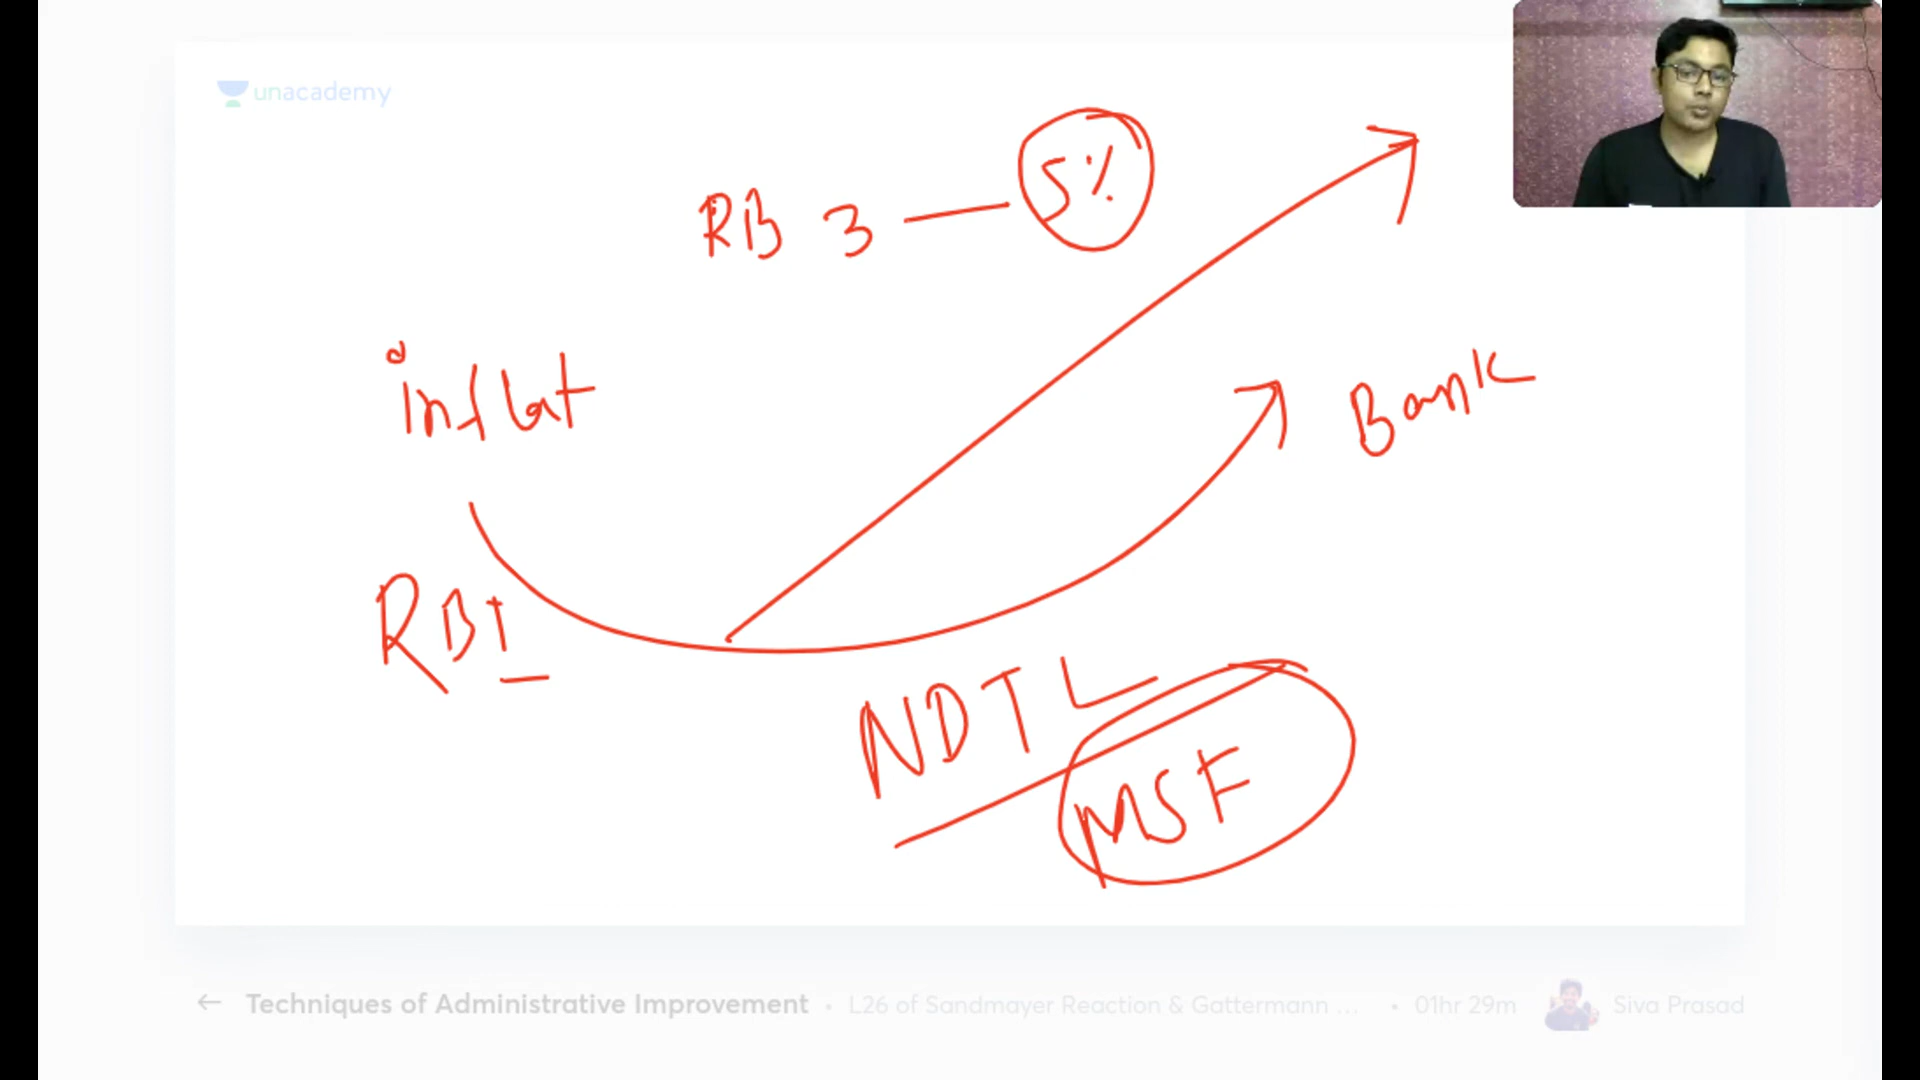 unacademy
RB 3 — 5%
inflat
Bank
RBI
NDTL
MSF
← Techniques of Administrative Improvement • L26 of Sandmayer Reaction & Gattermann ... • 01hr 29m Siva Prasad